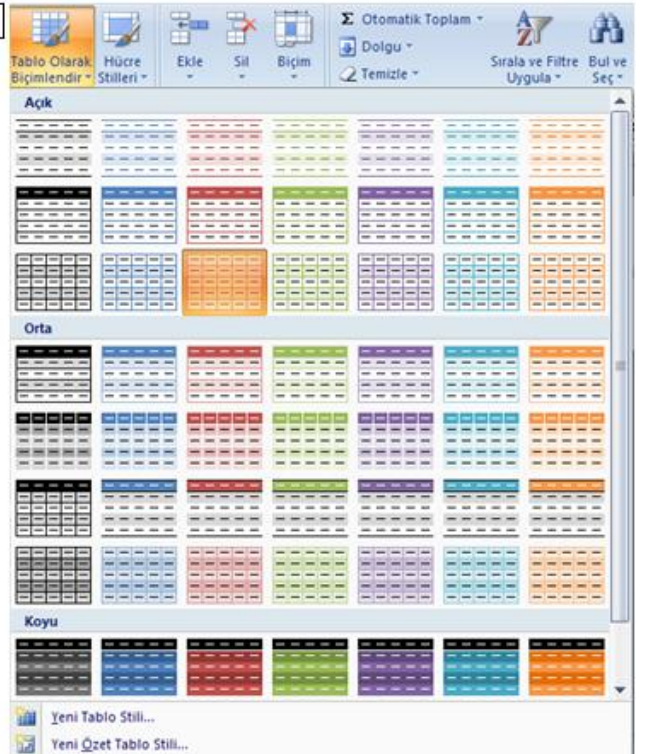 Tablo Olarak Biçimlendir
Hücre Stilleri
Ekle
Sil
Biçim
Σ Otomatik Toplam
Dolgu
Temizle
Sırala ve Filtre Uygula
Bul ve Seç
Açık
Orta
Koyu
Yeni Tablo Stili...
Yeni Özet Tablo Stili...